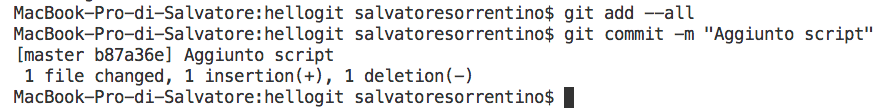 MacBook-Pro-di-Salvatore:hellogit salvatoresorrentino$ git add --all
MacBook-Pro-di-Salvatore:hellogit salvatoresorrentino$ git commit -m "Aggiunto script"
[master b87a36e] Aggiunto script
 1 file changed, 1 insertion(+), 1 deletion(-)
MacBook-Pro-di-Salvatore:hellogit salvatoresorrentino$